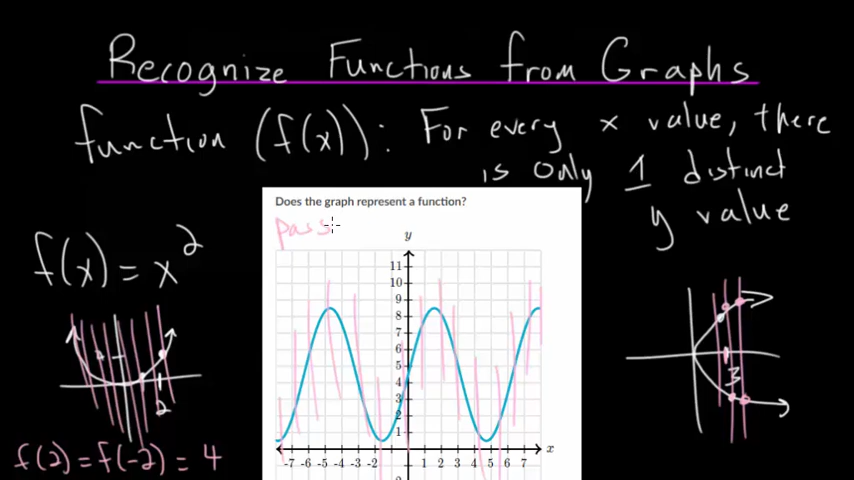 Recognize Functions from Graphs
function (f(x)): For every x value, there
is only 1 distinct
y value
Does the graph represent a function?
pass
f(x) = x²
y
11
10
9
8
7
6
5
4
3
2
1
-7 -6 -5 -4 -3 -2 1 2 3 4 5 6 7 x
4
2
3
f(2) = f(-2) = 4